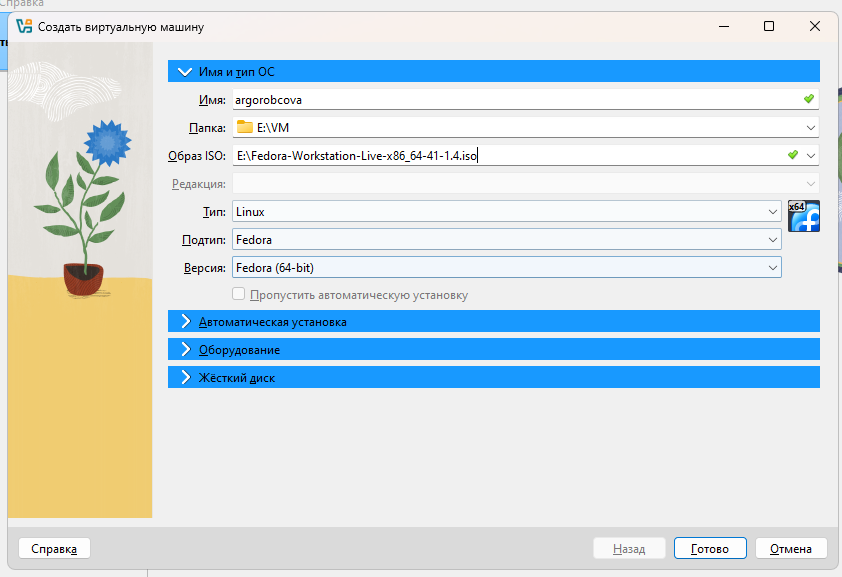 Справка
Создать виртуальную машину
Имя и тип ОС
Имя: argorobcova
Папка: E:\VM
Образ ISO: E:\Fedora-Workstation-Live-x86_64-41-1.4.iso
Редакция:
Тип: Linux
x64
Подтип: Fedora
Версия: Fedora (64-bit)
Пропустить автоматическую установку
Автоматическая установка
Оборудование
Жёсткий диск
Справка Назад Готово Отмена